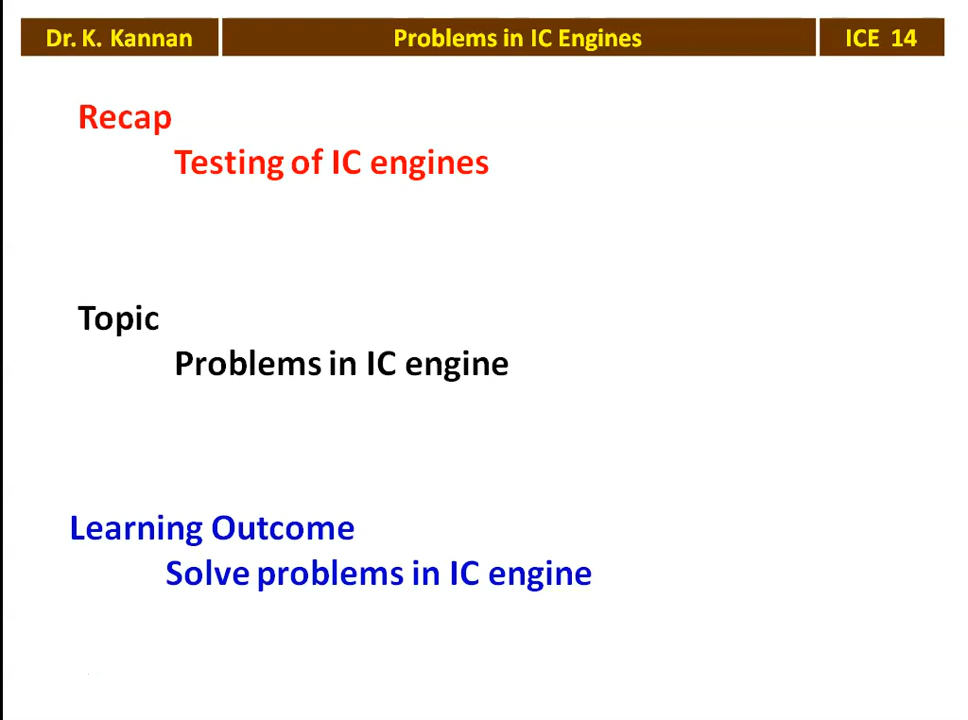 Dr. K. Kannan
Problems in IC Engines
ICE 14
Recap
Testing of IC engines
Topic
Problems in IC engine
Learning Outcome
Solve problems in IC engine